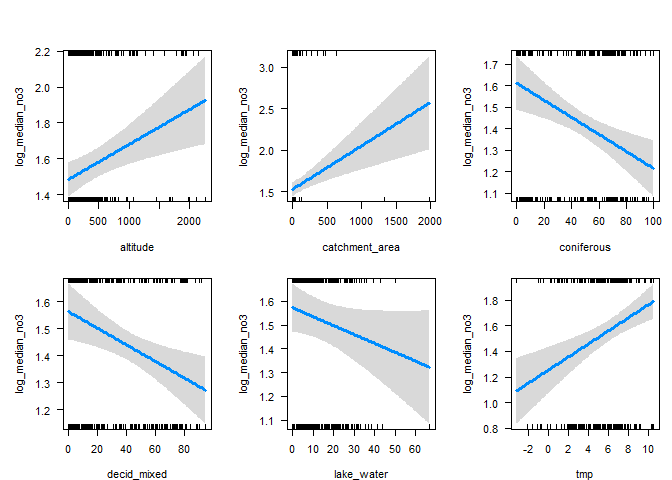 log_median_no3
2.2
2.0
1.8
1.6
1.4
0 500 1000 2000
altitude
log_median_no3
3.0
2.5
2.0
1.5
0 500 1000 2000
catchment_area
log_median_no3
1.7
1.6
1.5
1.4
1.3
1.2
1.1
0 20 40 60 80 100
coniferous
log_median_no3
1.6
1.5
1.4
1.3
1.2
0 20 40 60 80
decid_mixed
log_median_no3
1.6
1.5
1.4
1.3
1.2
1.1
0 10 20 30 40 50 60
lake_water
log_median_no3
1.8
1.6
1.4
1.2
1.0
0.8
-2 0 2 4 6 8 10
tmp